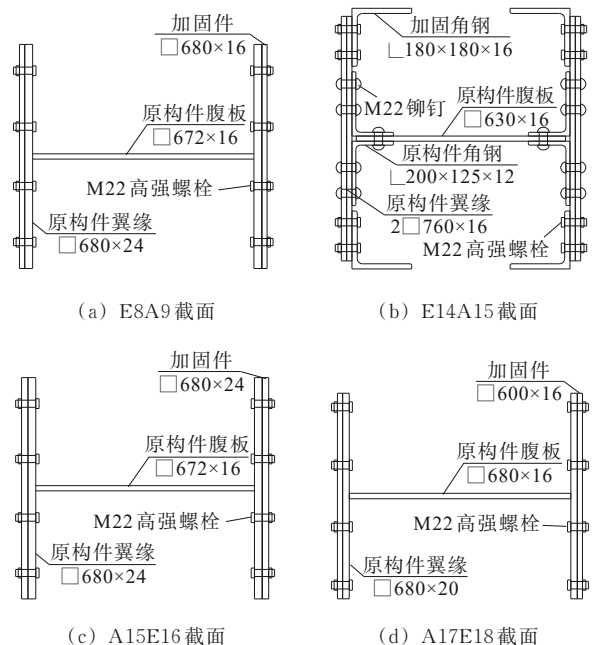 加固件
□680×16
原构件腹板
□672×16
M22高强螺栓
原构件翼缘
□680×24
(a) E8A9截面
加固角钢
∟180×180×16
M22铆钉
原构件腹板
□630×16
原构件角钢
∟200×125×12
原构件翼缘
2□760×16
M22高强螺栓
(b) E14A15截面
加固件
□680×24
原构件腹板
□672×16
M22高强螺栓
原构件翼缘
□680×24
(c) A15E16截面
加固件
□600×16
原构件腹板
□680×16
M22高强螺栓
原构件翼缘
□680×20
(d) A17E18截面